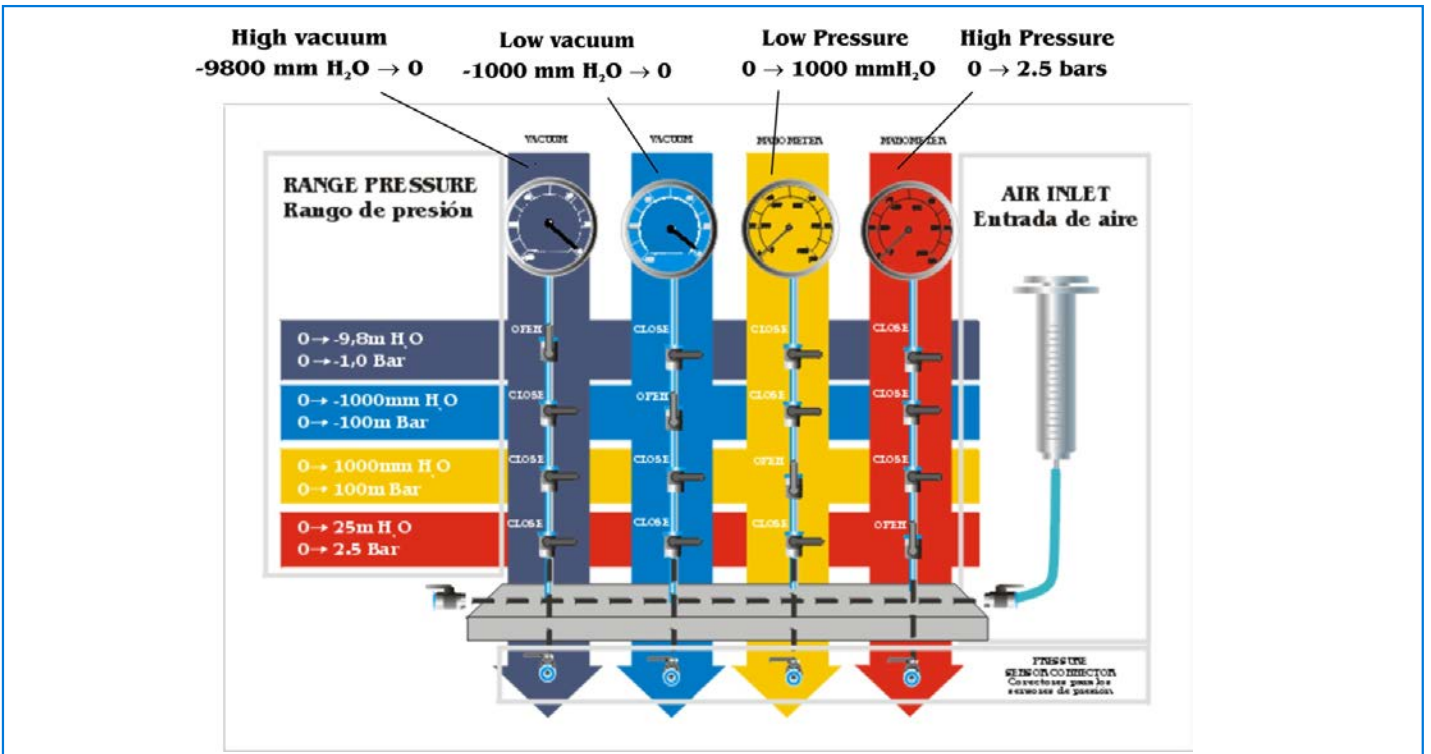 High vacuum
-9800 mm H₂O → 0
Low vacuum
-1000 mm H₂O → 0
Low Pressure
0 → 1000 mmH₂O
High Pressure
0 → 2.5 bars
VACUUM
VACUUM
MANOMETER
MANOMETER
RANGE PRESSURE
Rango de presión
AIR INLET
Entrada de aire
0→ -9,8m H₂O
0→ -1,0 Bar
OPEN
CLOSE
CLOSE
CLOSE
0→ -1000mm H₂O
0→ -100m Bar
CLOSE
OPEN
CLOSE
CLOSE
0→ 1000mm H₂O
0→ 100m Bar
CLOSE
CLOSE
OPEN
CLOSE
0→ 25m H₂O
0→ 2.5 Bar
CLOSE
CLOSE
CLOSE
OPEN
PRESSURE
SENSOR CONNECTOR
Conectores para los
sensores de presión